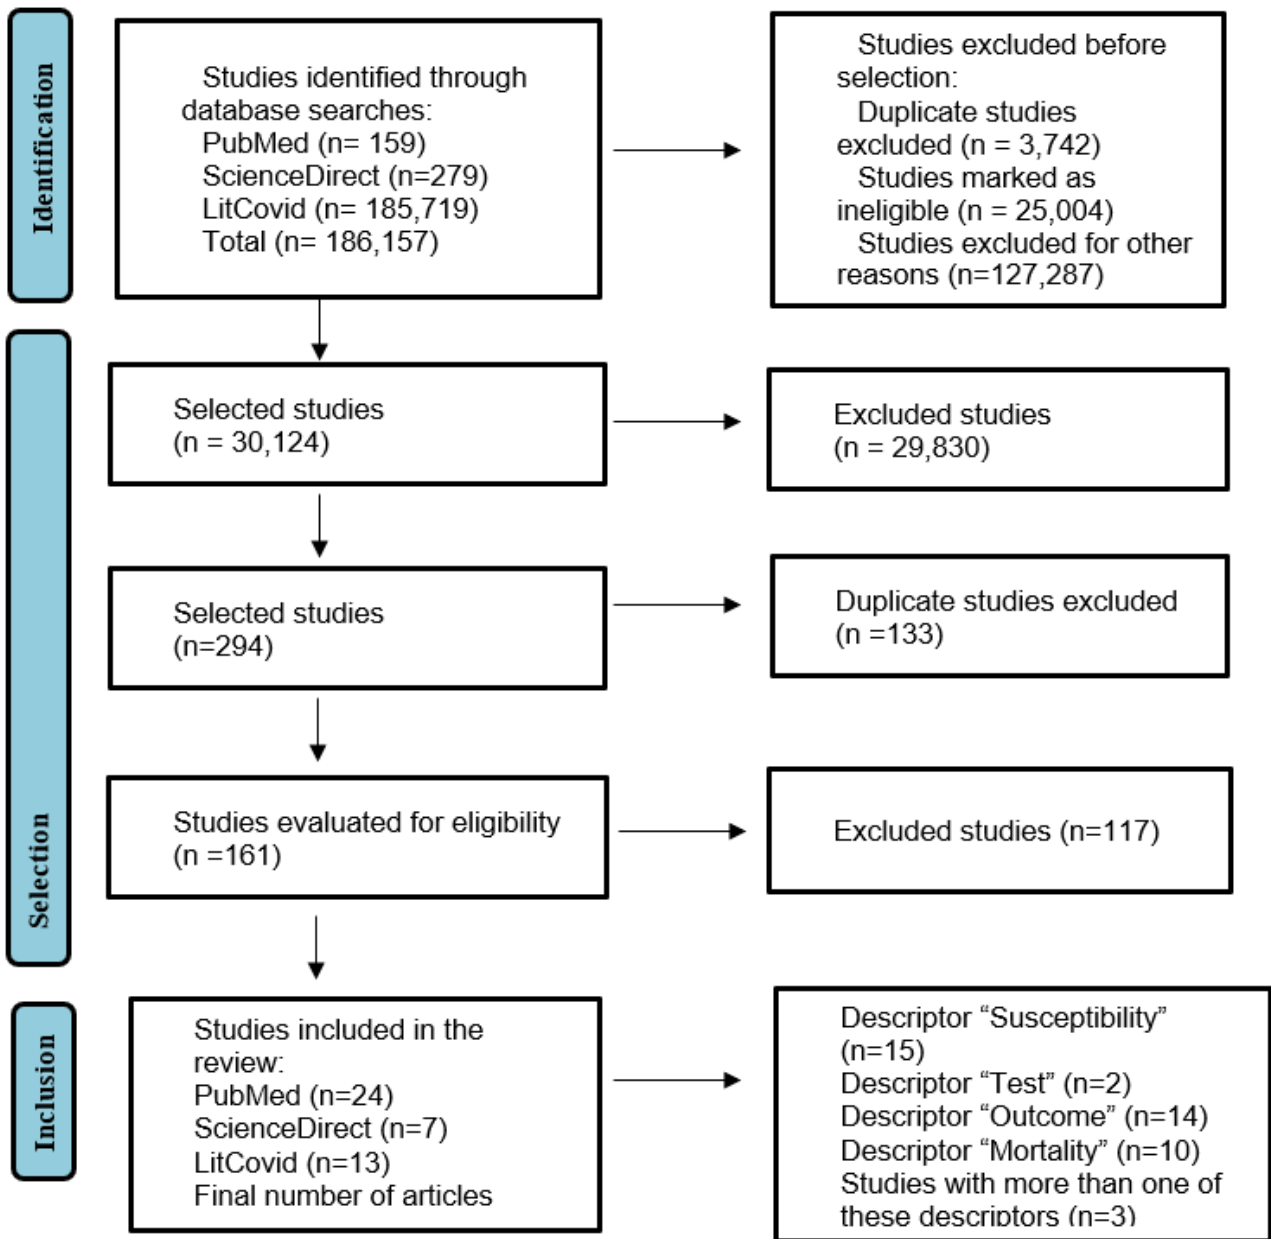 Identification
Studies identified through
database searches:
PubMed (n= 159)
ScienceDirect (n=279)
LitCovid (n= 185,719)
Total (n= 186,157)
Studies excluded before
selection:
Duplicate studies
excluded (n = 3,742)
Studies marked as
ineligible (n = 25,004)
Studies excluded for other
reasons (n=127,287)
Selection
Selected studies
(n = 30,124)
Excluded studies
(n = 29,830)
Selected studies
(n=294)
Duplicate studies excluded
(n =133)
Studies evaluated for eligibility
(n =161)
Excluded studies (n=117)
Inclusion
Studies included in the
review:
PubMed (n=24)
ScienceDirect (n=7)
LitCovid (n=13)
Final number of articles
Descriptor “Susceptibility”
(n=15)
Descriptor “Test” (n=2)
Descriptor “Outcome” (n=14)
Descriptor “Mortality” (n=10)
Studies with more than one of
these descriptors (n=3)